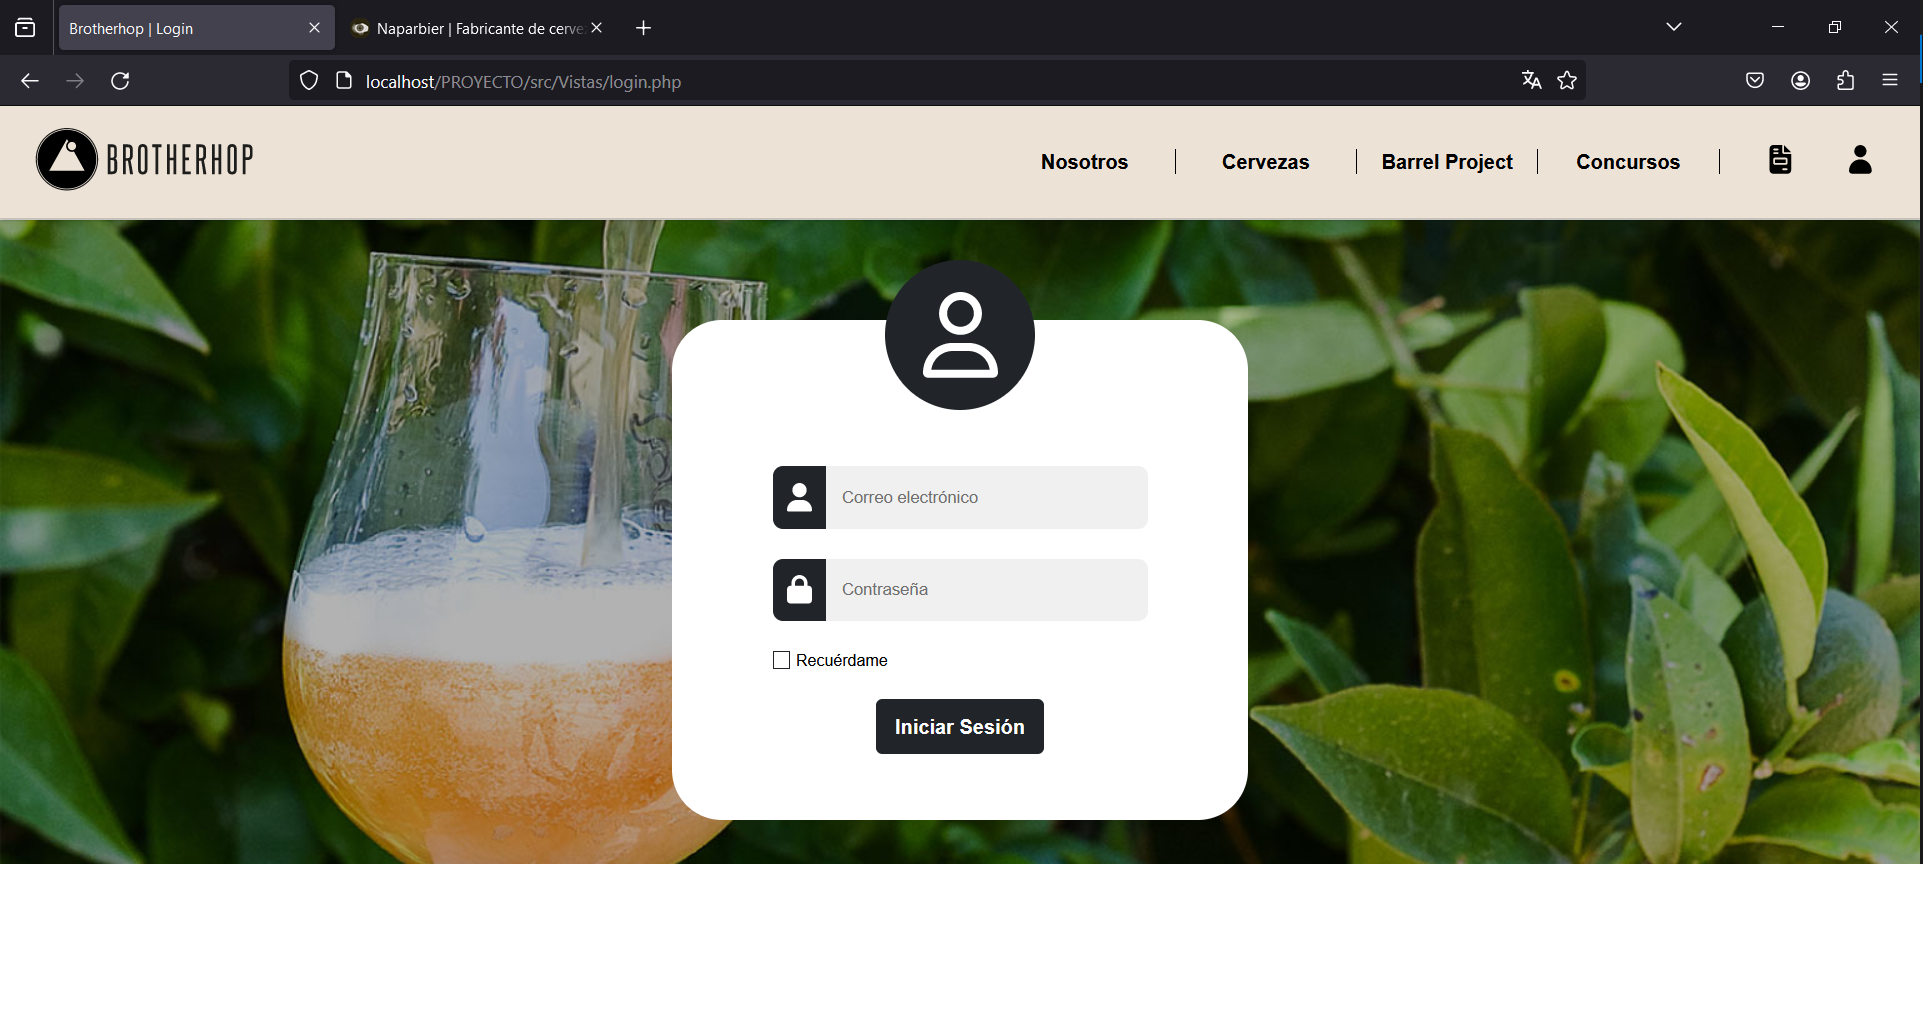 Brotherhop | Login
Naparbier | Fabricante de cerve
localhost/PROYECTO/src/Vistas/login.php
BROTHERHOP
Nosotros
Cervezas
Barrel Project
Concursos
Correo electrónico
Contraseña
Recuérdame
Iniciar Sesión